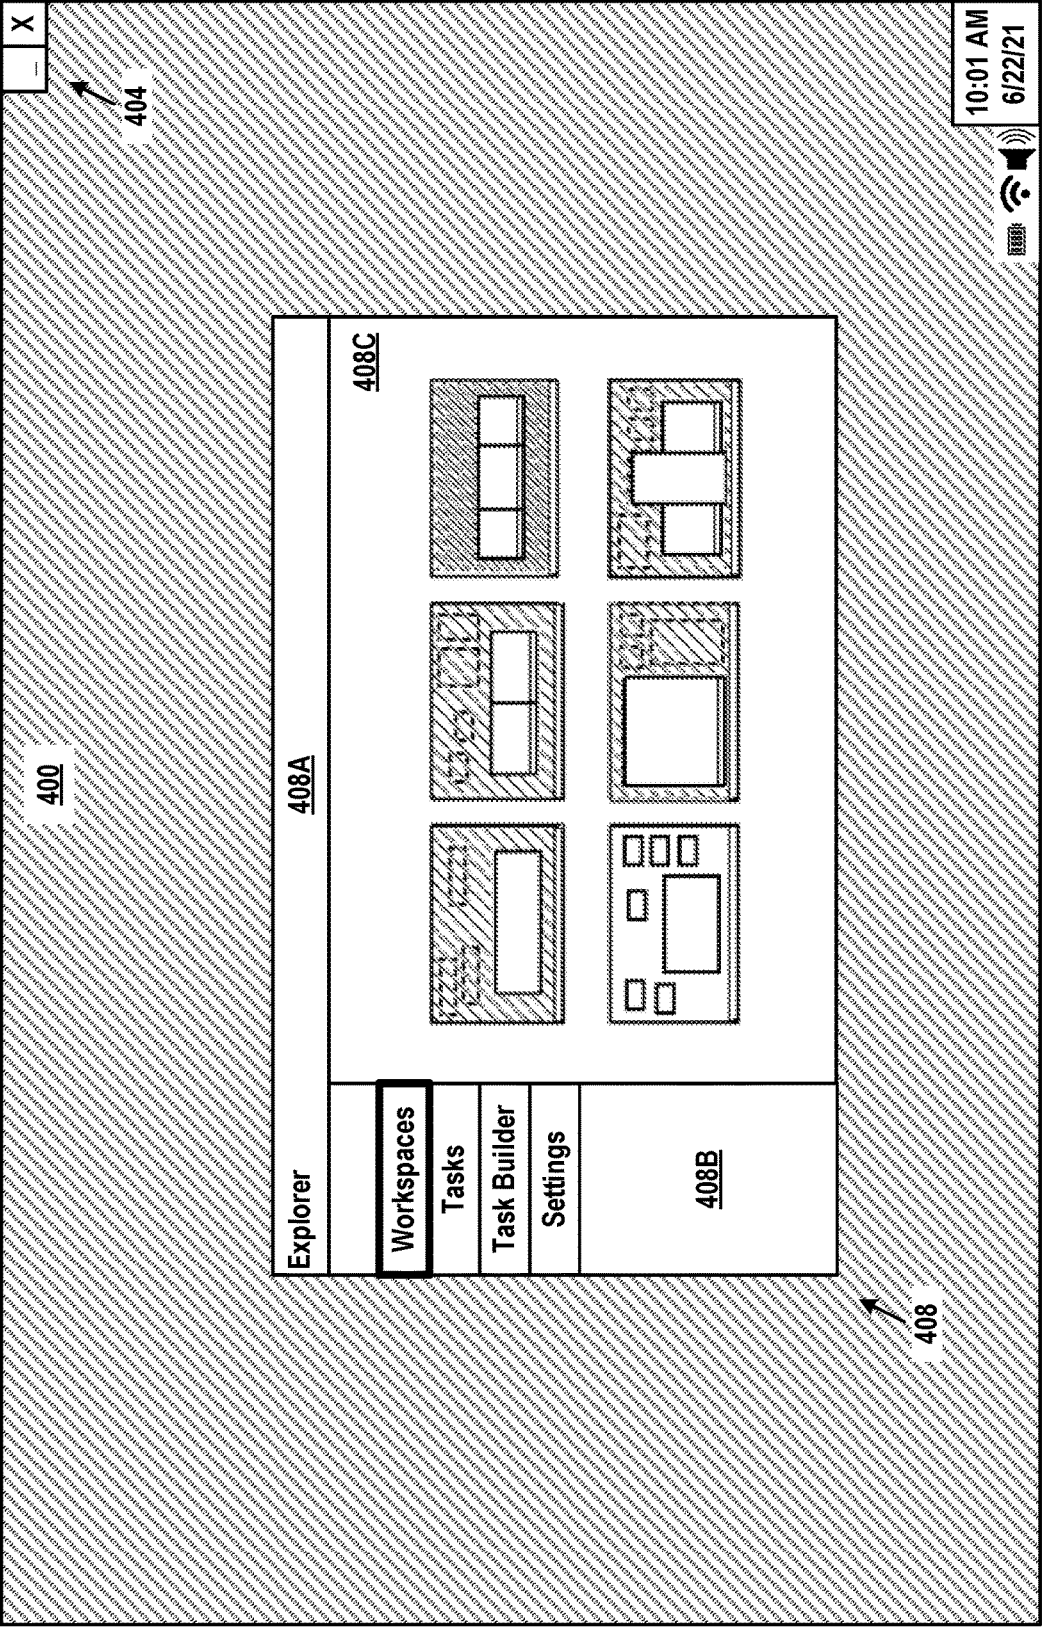 _ X
404
400
Explorer
408A
408C
Workspaces
Tasks
Task Builder
Settings
408B
408
10:01 AM
6/22/21